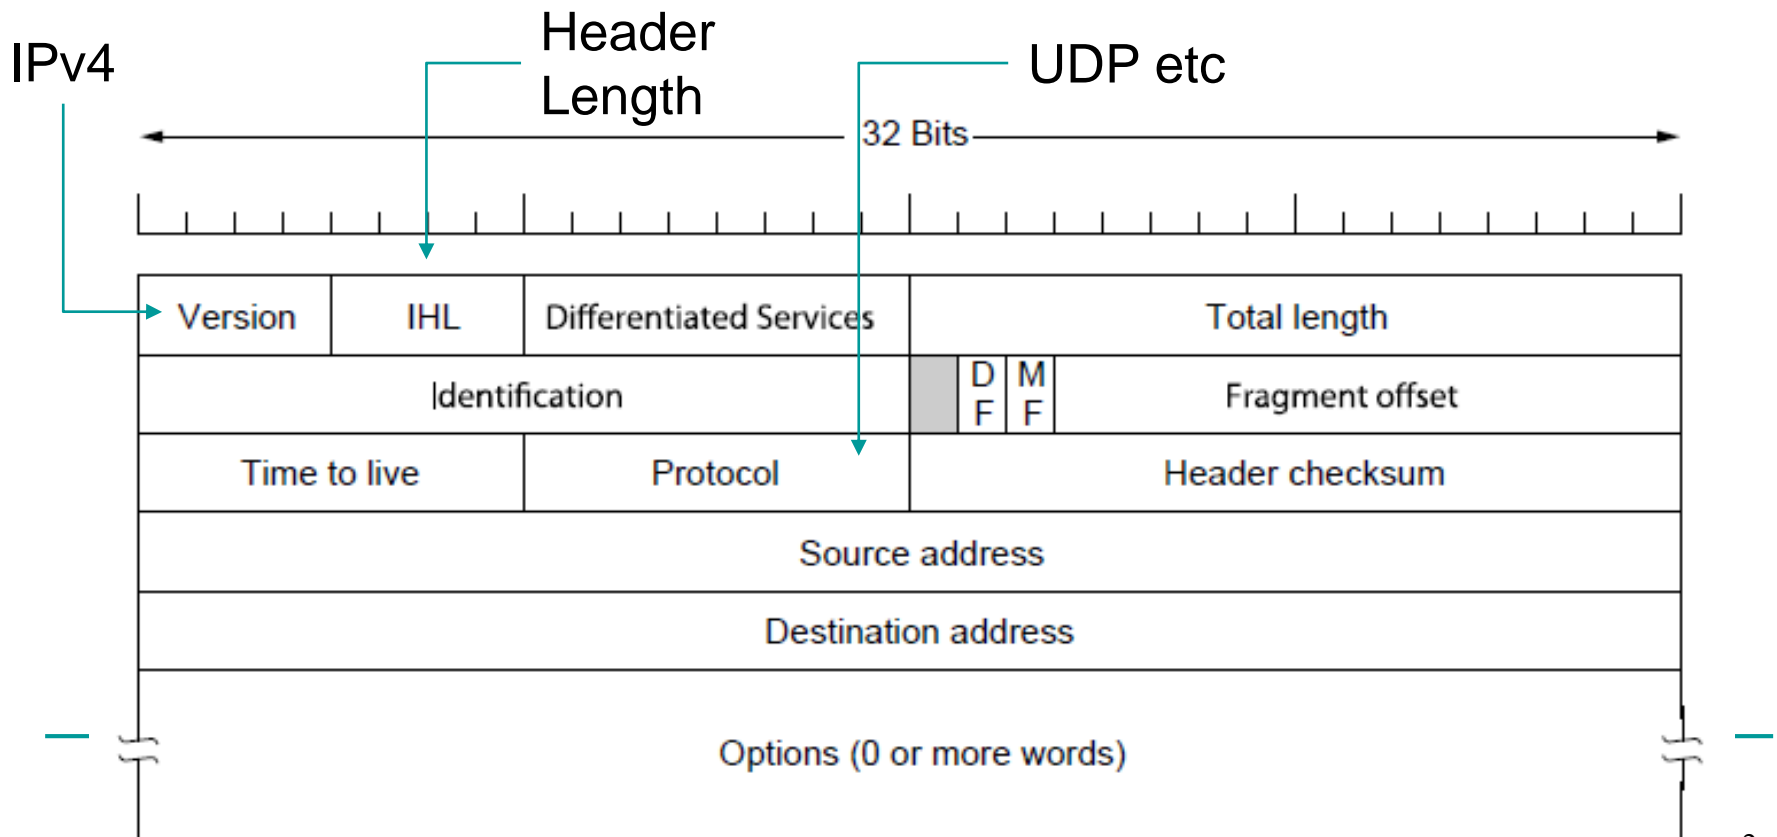 IPv4
Header
Length
UDP etc
32 Bits
Version IHL Differentiated Services Total length
Identification D F M F Fragment offset
Time to live Protocol Header checksum
Source address
Destination address
Options (0 or more words)